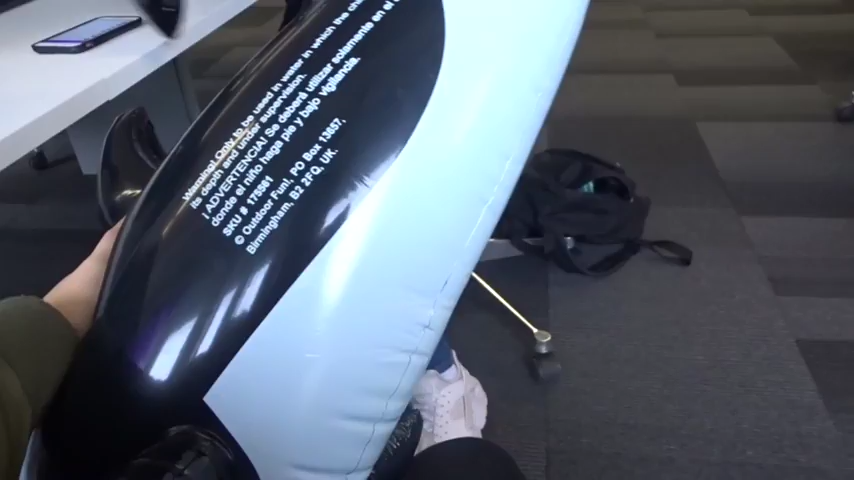 Warning! Only to be used in water in which the
its depth and under supervision.
¡ ADVERTENCIA! Se deberá utilizar solamente en el
donde el niño haga pie y bajo vigilancia.
SKU # 175581
© Outdoor Fun!, PO Box 13657,
Birmingham, B2 2FQ, UK.